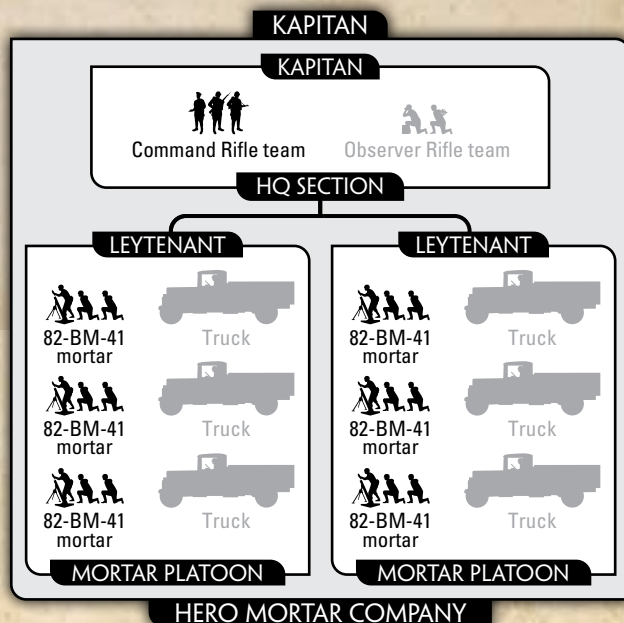 KAPITAN
KAPITAN
Command Rifle team
Observer Rifle team
HQ SECTION
LEYTENANT
82-BM-41
mortar
Truck
82-BM-41
mortar
Truck
82-BM-41
mortar
Truck
MORTAR PLATOON
LEYTENANT
82-BM-41
mortar
Truck
82-BM-41
mortar
Truck
82-BM-41
mortar
Truck
MORTAR PLATOON
HERO MORTAR COMPANY